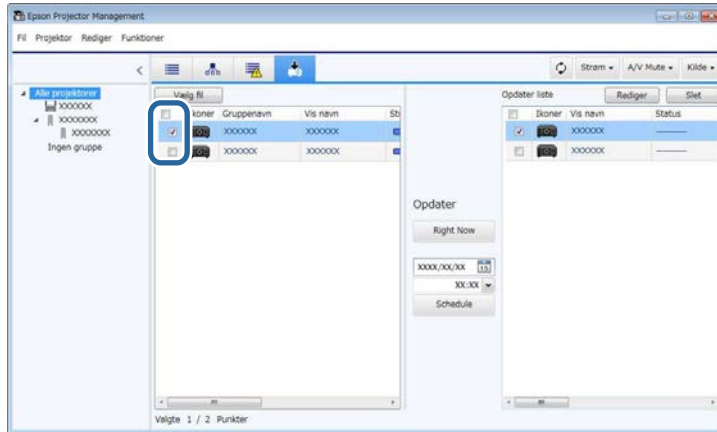 Epson Projector Management
Fil Projektor Rediger Funktioner
Strøm A/V Mute Kilde
Alle projektorer
XXXXXX
XXXXXXX
XXXXXXX
Ingen gruppe
Vælg fil
Ikoner Gruppenavn Vis navn
XXXXXX XXXXXX
XXXXXX XXXXXX
Valgte 1 / 2 Punkter
Opdater
Right Now
XXXX/XX/XX 15
XX:XX
Schedule
Opdater liste Rediger Slet
Ikoner Vis navn Status
XXXXXX ————
XXXXXX ————